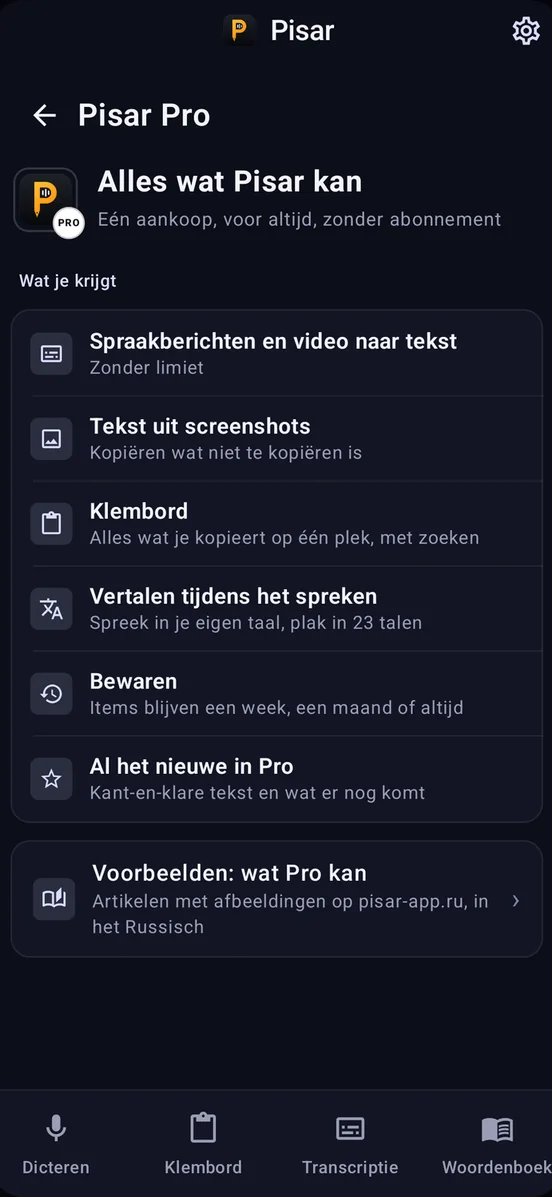 Pisar
Pisar Pro
Alles wat Pisar kan
PRO
Eén aankoop, voor altijd, zonder abonnement
Wat je krijgt
Spraakberichten en video naar tekst
Zonder limiet
Tekst uit screenshots
Kopiëren wat niet te kopiëren is
Klembord
Alles wat je kopieert op één plek, met zoeken
Vertalen tijdens het spreken
Spreek in je eigen taal, plak in 23 talen
Bewaren
Items blijven een week, een maand of altijd
Al het nieuwe in Pro
Kant-en-klare tekst en wat er nog komt
Voorbeelden: wat Pro kan
Artikelen met afbeeldingen op pisar-app.ru, in
het Russisch
Dicteren
Klembord
Transcriptie
Woordenboek